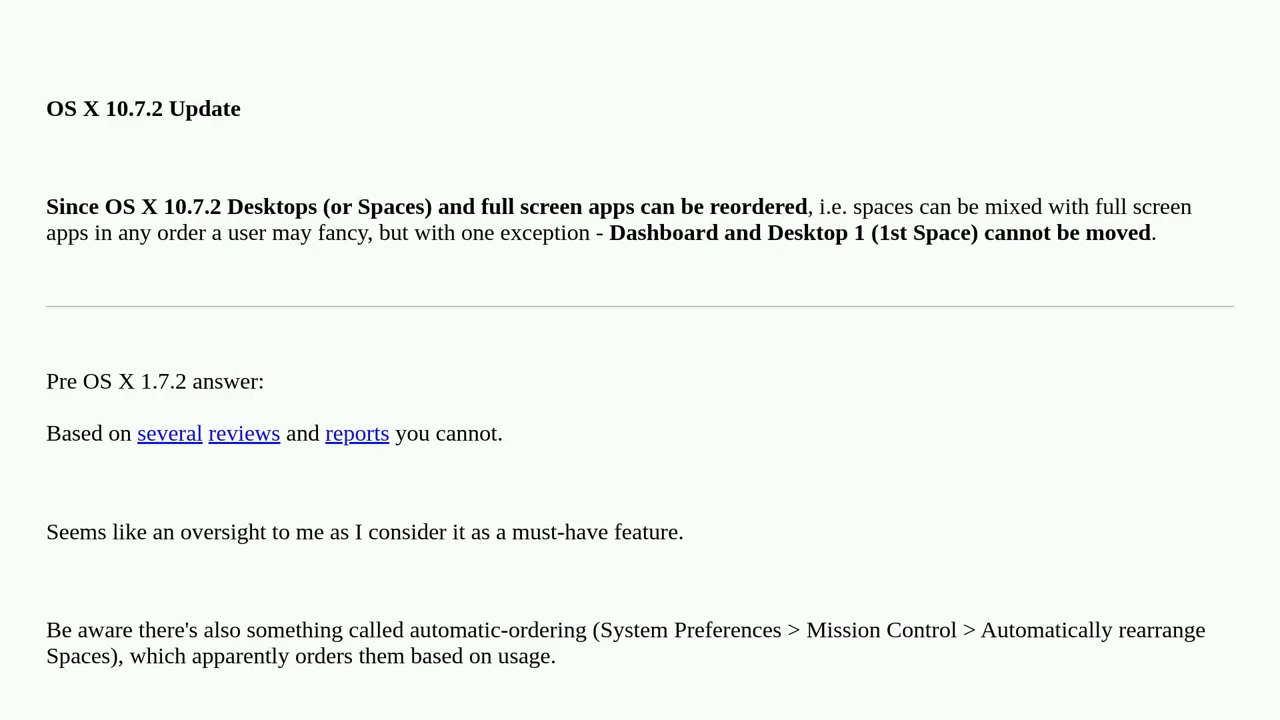 OS X 10.7.2 Update
Since OS X 10.7.2 Desktops (or Spaces) and full screen apps can be reordered, i.e. spaces can be mixed with full screen
apps in any order a user may fancy, but with one exception - Dashboard and Desktop 1 (1st Space) cannot be moved.
Pre OS X 1.7.2 answer:
Based on several reviews and reports you cannot.
Seems like an oversight to me as I consider it as a must-have feature.
Be aware there's also something called automatic-ordering (System Preferences > Mission Control > Automatically rearrange
Spaces), which apparently orders them based on usage.